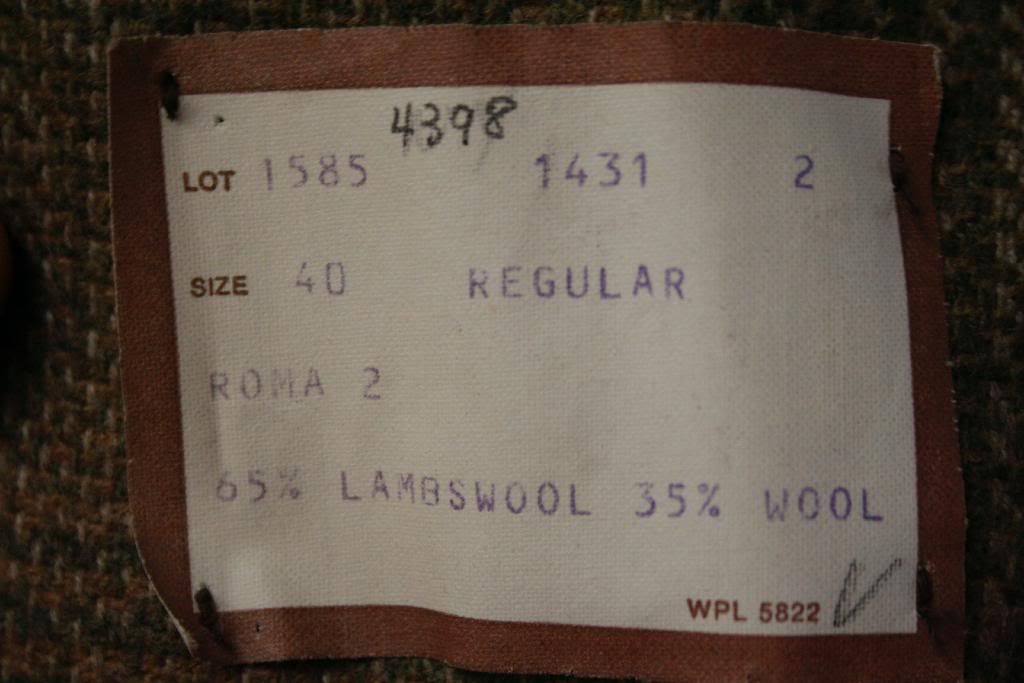 4398
LOT 1585 1431 2
SIZE 40 REGULAR
ROMA 2
65% LAMBSWOOL 35% WOOL
WPL 5822